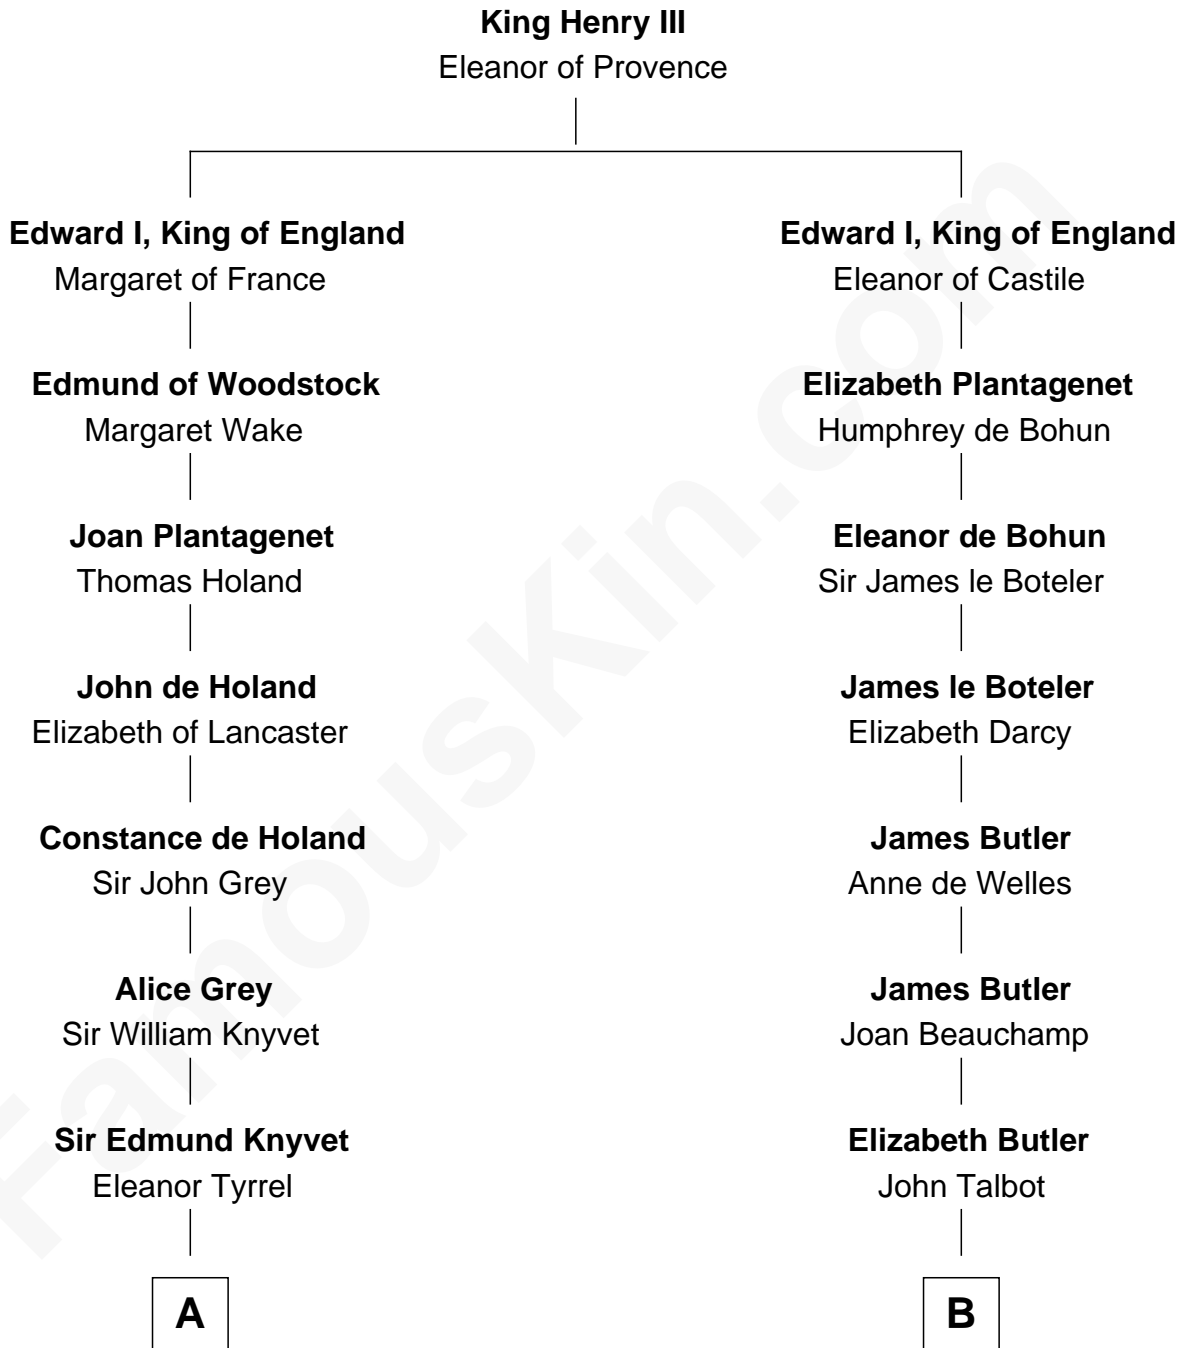 King Henry III
Eleanor of Provence
Edward I, King of England
Margaret of France
Edward I, King of England
Eleanor of Castile
Edmund of Woodstock
Margaret Wake
Elizabeth Plantagenet
Humphrey de Bohun
Joan Plantagenet
Thomas Holand
Eleanor de Bohun
Sir James le Boteler
John de Holand
Elizabeth of Lancaster
James le Boteler
Elizabeth Darcy
Constance de Holand
Sir John Grey
James Butler
Anne de Welles
Alice Grey
Sir William Knyvet
James Butler
Joan Beauchamp
Sir Edmund Knyvet
Eleanor Tyrrel
Elizabeth Butler
John Talbot
A
B
FamousKin.com